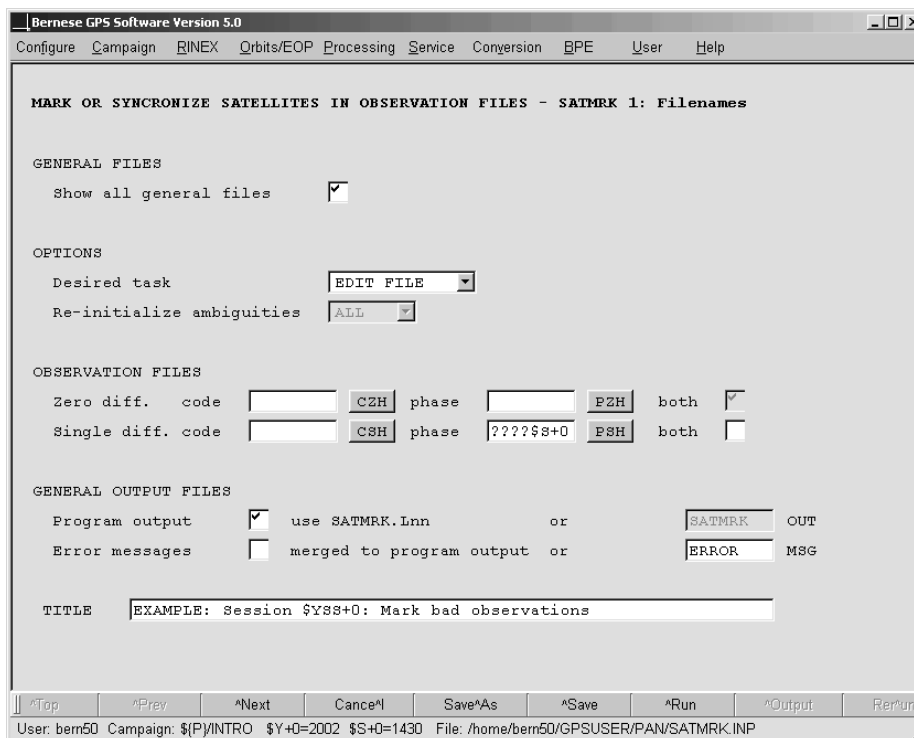 Bernese GPS Software Version 5.0
Configure Campaign RINEX Orbits/EOP Processing Service Conversion BPE User Help
MARK OR SYNCRONIZE SATELLITES IN OBSERVATION FILES - SATMRK 1: Filenames
GENERAL FILES
Show all general files
OPTIONS
Desired task EDIT FILE
Re-initialize ambiguities ALL
OBSERVATION FILES
Zero diff. code CZH phase PZH both
Single diff. code CSH phase ????$S+0 PSH both
GENERAL OUTPUT FILES
Program output use SATMRK.Lnn or SATMRK OUT
Error messages merged to program output or ERROR MSG
TITLE EXAMPLE: Session $YSS+0: Mark bad observations
^Top ^Prev ^Next Cance^l Save^As ^Save ^Run ^Output Rer^un
User: bern50 Campaign: ${P}/INTRO $Y+0=2002 $S+0=1430 File: /home/bern50/GPSUSER/PAN/SATMRK.INP